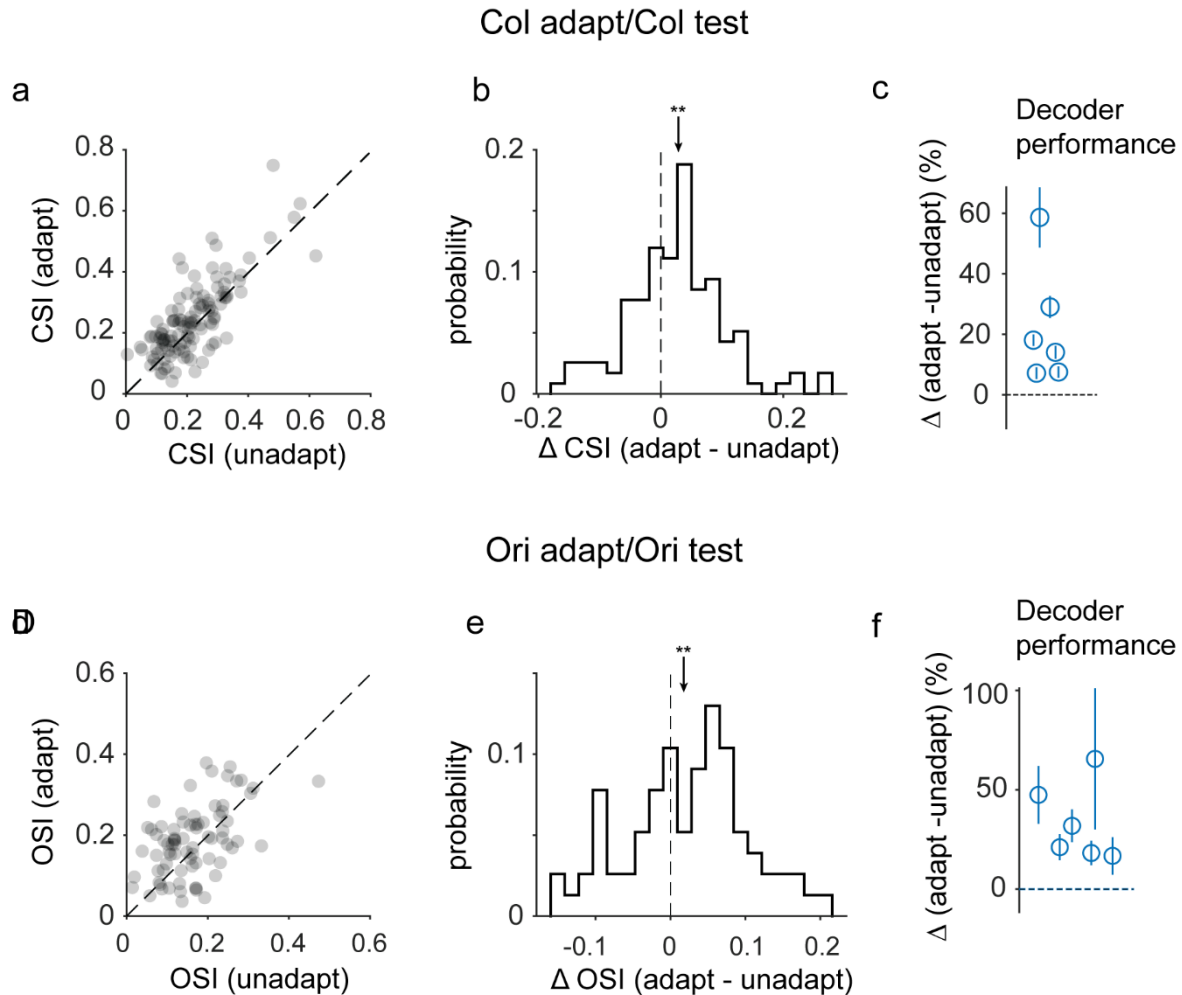 Col adapt/Col test
a
0.8
0.6
0.4
0.2
0
CSI (adapt)
0 0.2 0.4 0.6 0.8
CSI (unadapt)
b
**
0.2
0.1
0
probability
-0.2 0 0.2
Δ CSI (adapt - unadapt)
c
Decoder
performance
60
40
20
0
Δ (adapt -unadapt) (%)
Ori adapt/Ori test
d
0.6
0.4
0.2
0
OSI (adapt)
0 0.2 0.4 0.6
OSI (unadapt)
e
**
0.1
0
probability
-0.1 0 0.1 0.2
Δ OSI (adapt - unadapt)
f
Decoder
performance
100
50
0
Δ (adapt -unadapt) (%)